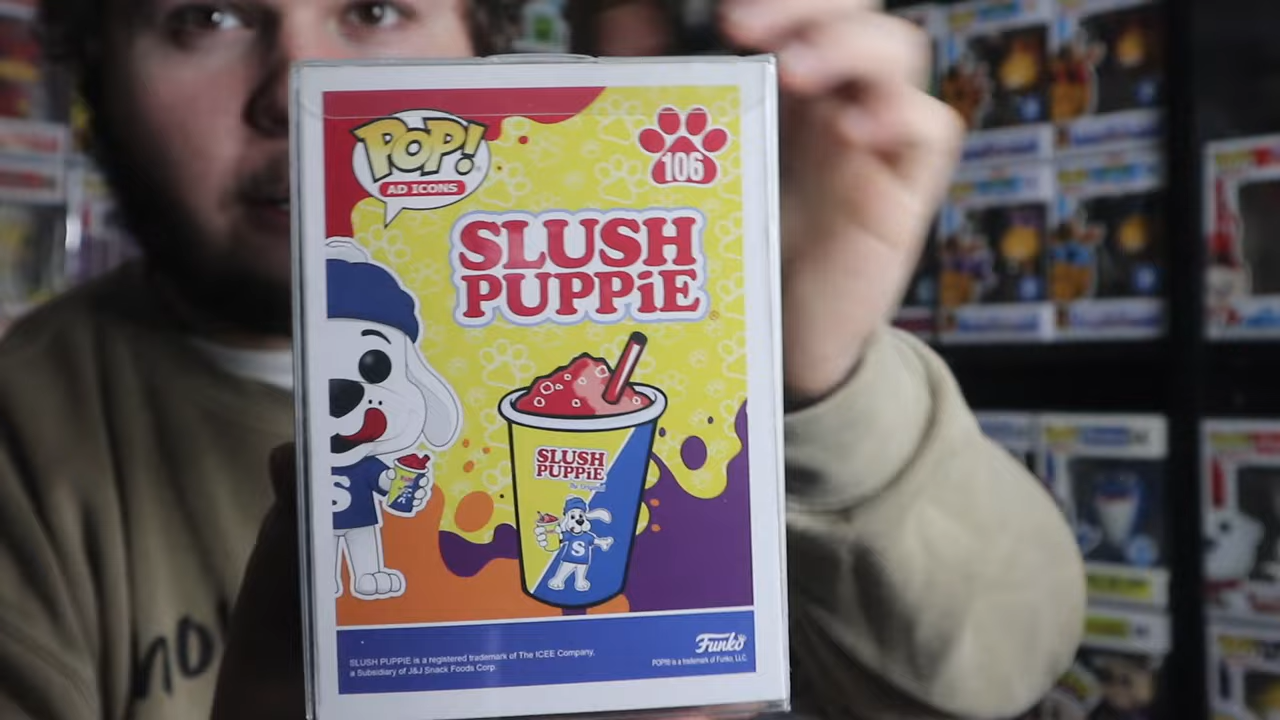 POP!
AD ICONS
106
SLUSH
PUPPiE
SLUSH
PUPPiE
The Original
S
S
SLUSH PUPPIE is a registered trademark of The ICEE Company,
a Subsidiary of J&J Snack Foods Corp.
Funko
POP!® is a trademark of Funko, LLC.
ho